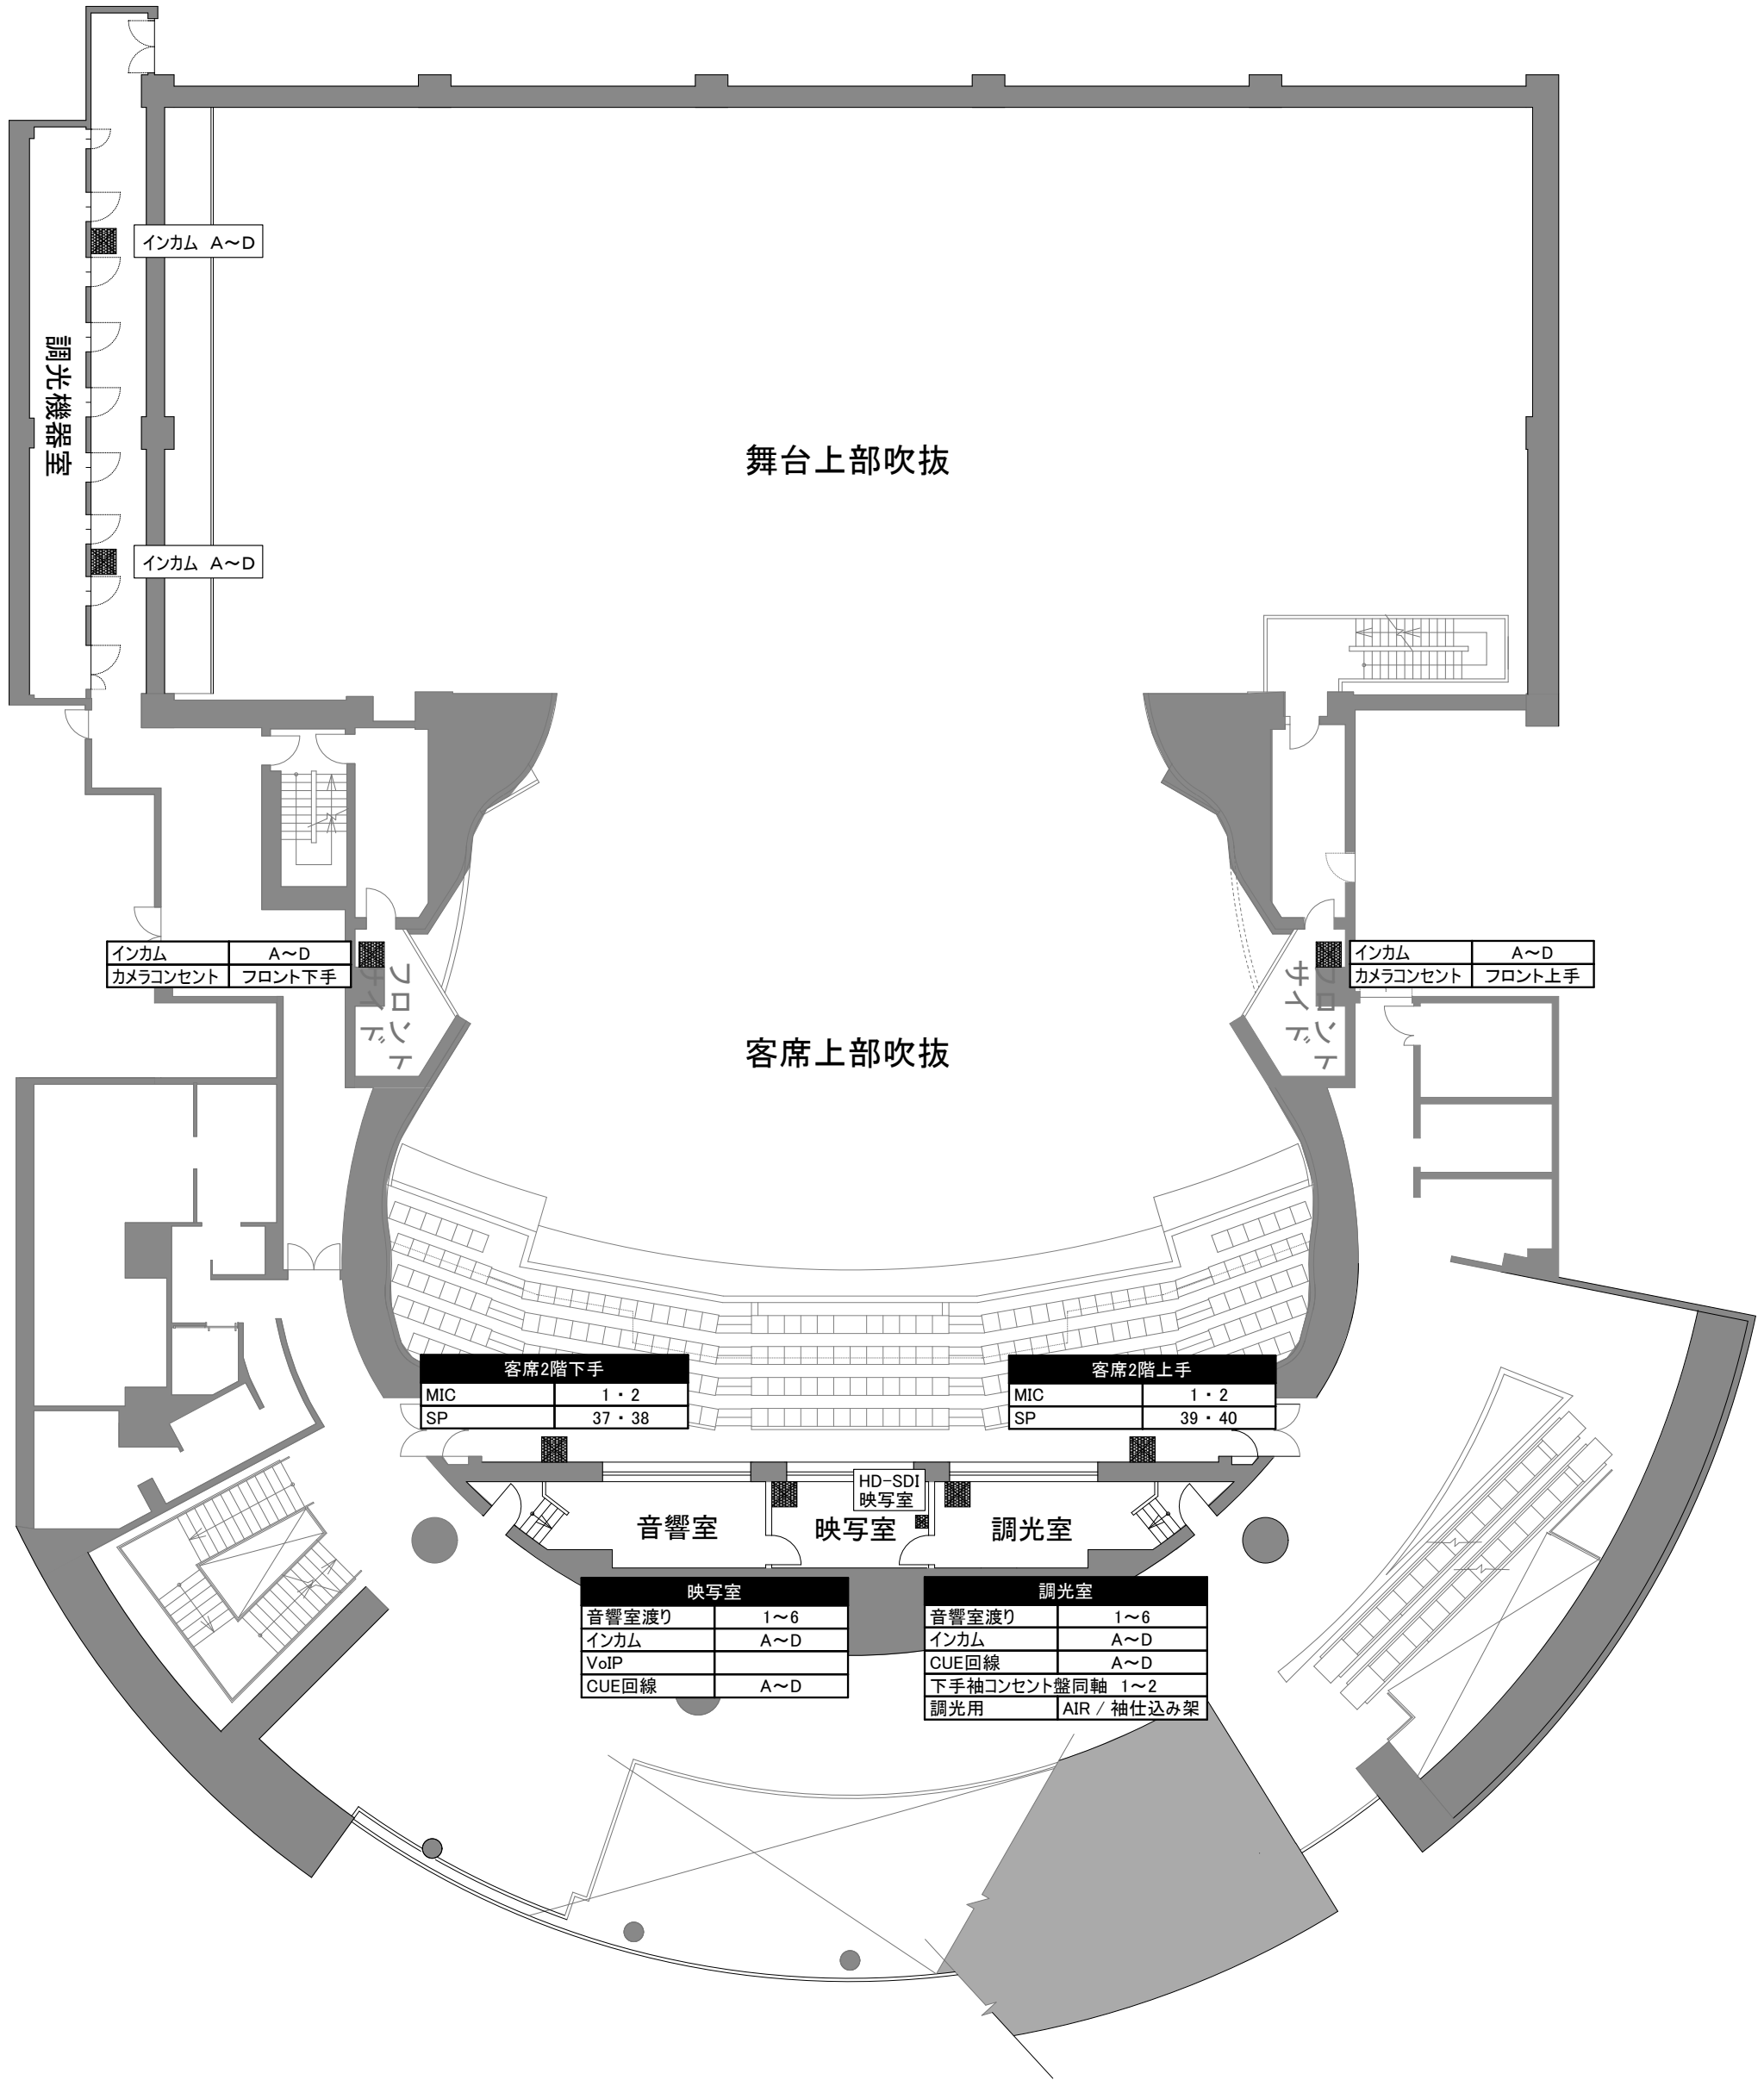 インカム A～D
調光機器室
舞台上部吹抜
インカム A～D
インカム A～D
カメラコンセント フロント下手
フロント
サイド
インカム A～D
カメラコンセント フロント上手
フロント
サイド
客席上部吹抜
客席2階下手
MIC 1・2
SP 37・38
客席2階上手
MIC 1・2
SP 39・40
HD-SDI
映写室
音響室
映写室
調光室
映写室
音響室渡り 1～6
インカム A～D
VoIP
CUE回線 A～D
調光室
音響室渡り 1～6
インカム A～D
CUE回線 A～D
下手袖コンセント盤同軸 1～2
調光用 AIR / 袖仕込み架